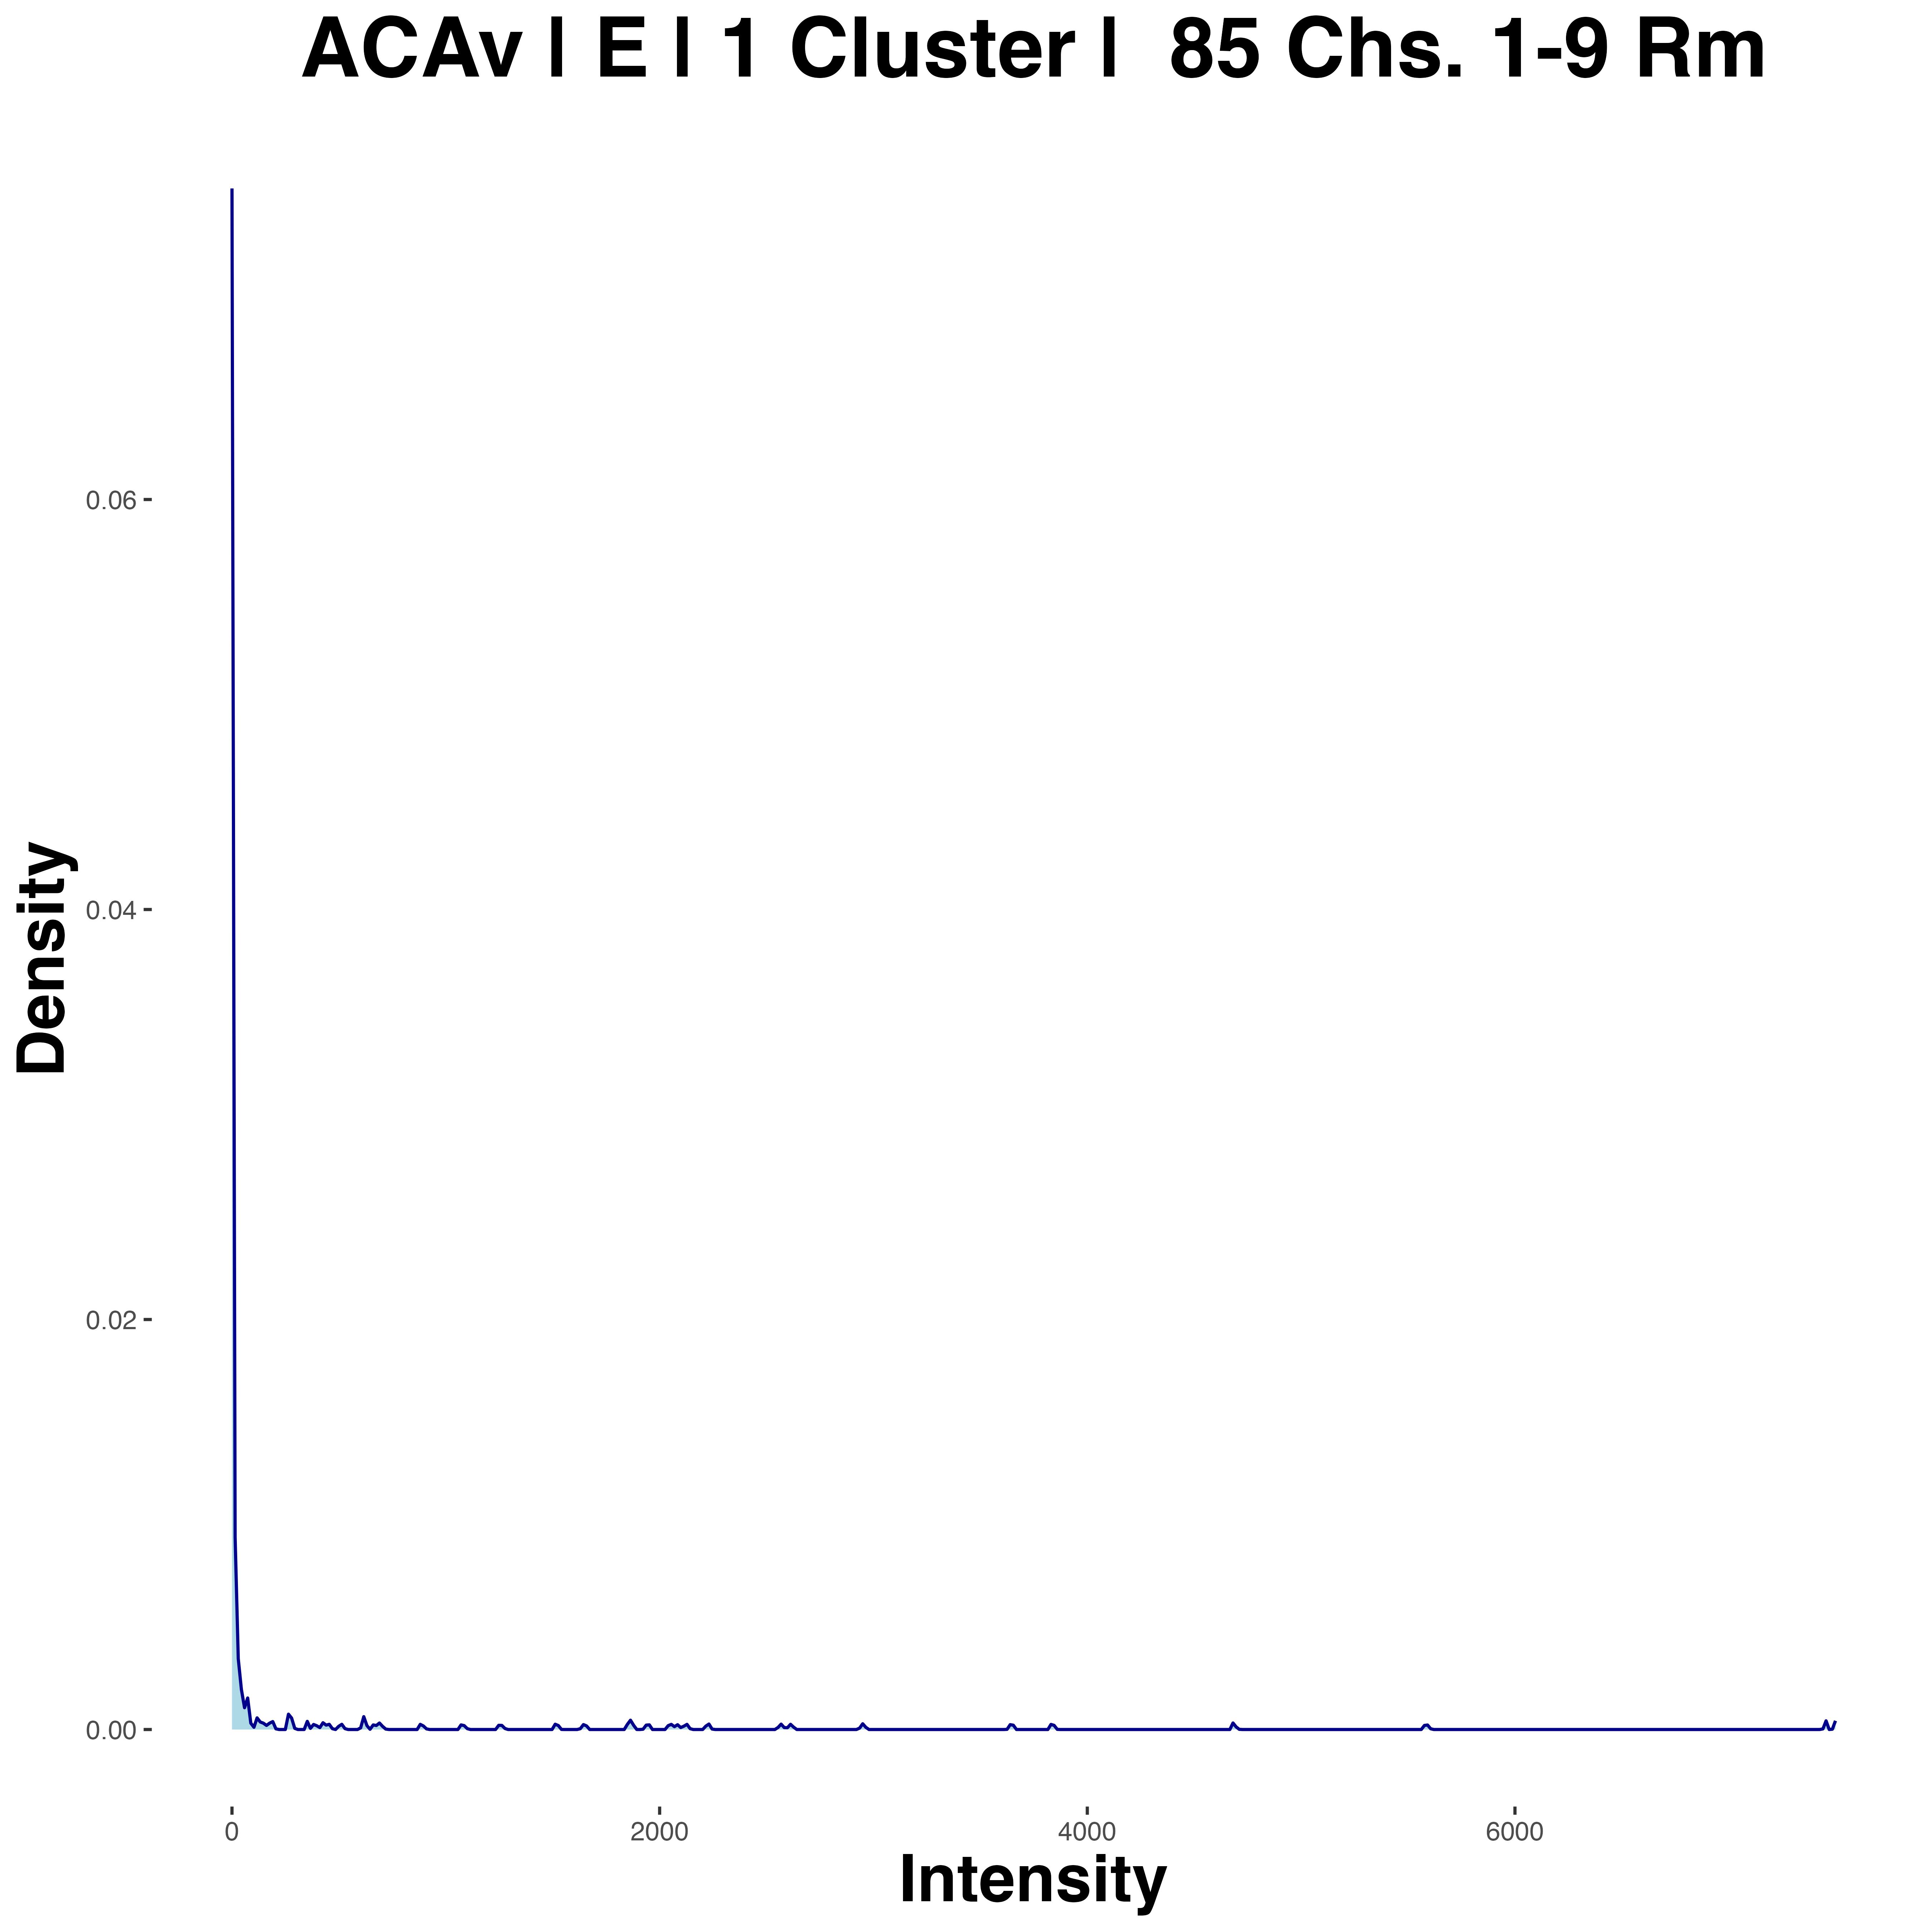 ACAv | E | 1 Cluster |  85 Chs. 1-9 Rm
Density
0.06
0.04
0.02
0.00
0 2000 4000 6000
Intensity